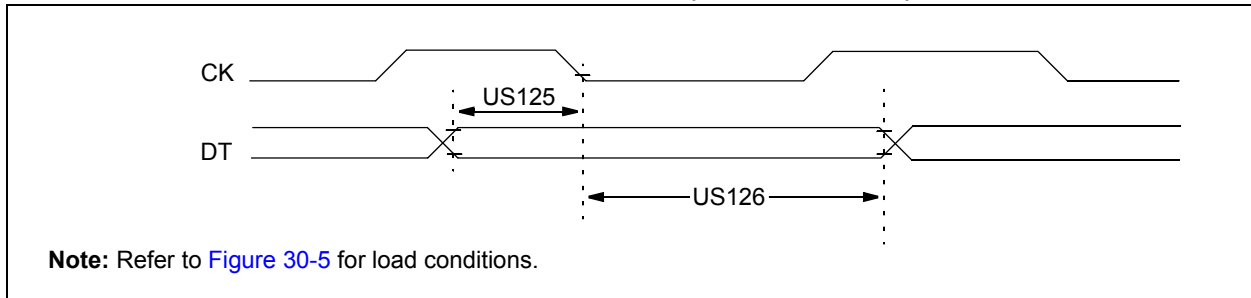 CK
US125
DT
US126
Note: Refer to Figure 30-5 for load conditions.